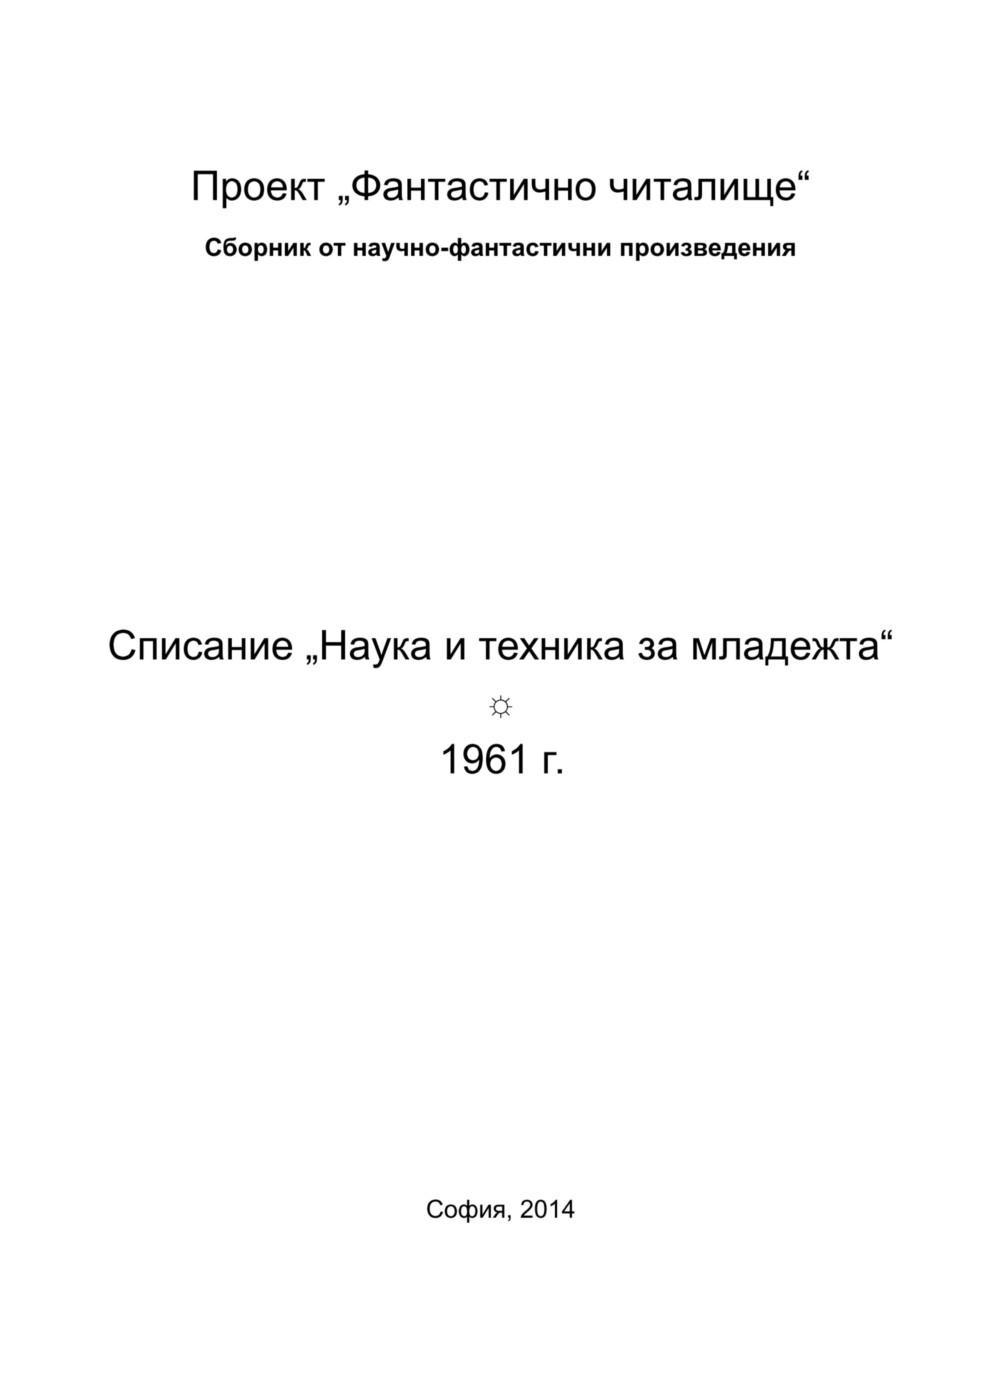 Проект „Фантастично читалище“
Сборник от научно-фантастични произведения
Списание „Наука и техника за младежта“
☼
1961 г.
София, 2014